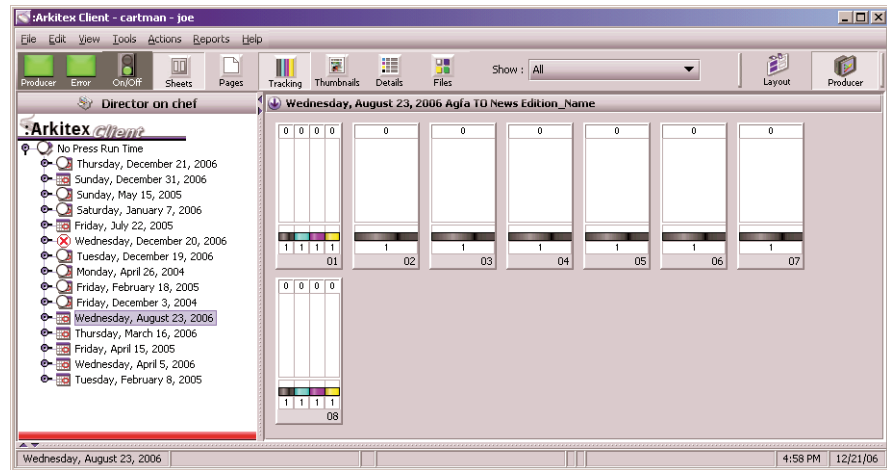 :Arkitex Client - cartman - joe
File Edit View Tools Actions Reports Help
Producer Error On/Off Sheets Pages Tracking Thumbnails Details Files Show : All Layout Producer
Director on chef
Wednesday, August 23, 2006 Agfa TO News Edition_Name
:Arkitex Client
No Press Run Time
Thursday, December 21, 2006
Sunday, December 31, 2006
Sunday, May 15, 2005
Saturday, January 7, 2006
Friday, July 22, 2005
Wednesday, December 20, 2006
Tuesday, December 19, 2006
Monday, April 26, 2004
Friday, February 18, 2005
Friday, December 3, 2004
Wednesday, August 23, 2006
Thursday, March 16, 2006
Friday, April 15, 2005
Wednesday, April 5, 2006
Tuesday, February 8, 2005
0 0 0 0 0 0 0 0 0 0
1 1 1 1 1 1 1 1 1 1
01 02 03 04 05 06 07
0 0 0 0
1 1 1 1
08
Wednesday, August 23, 2006 4:58 PM 12/21/06